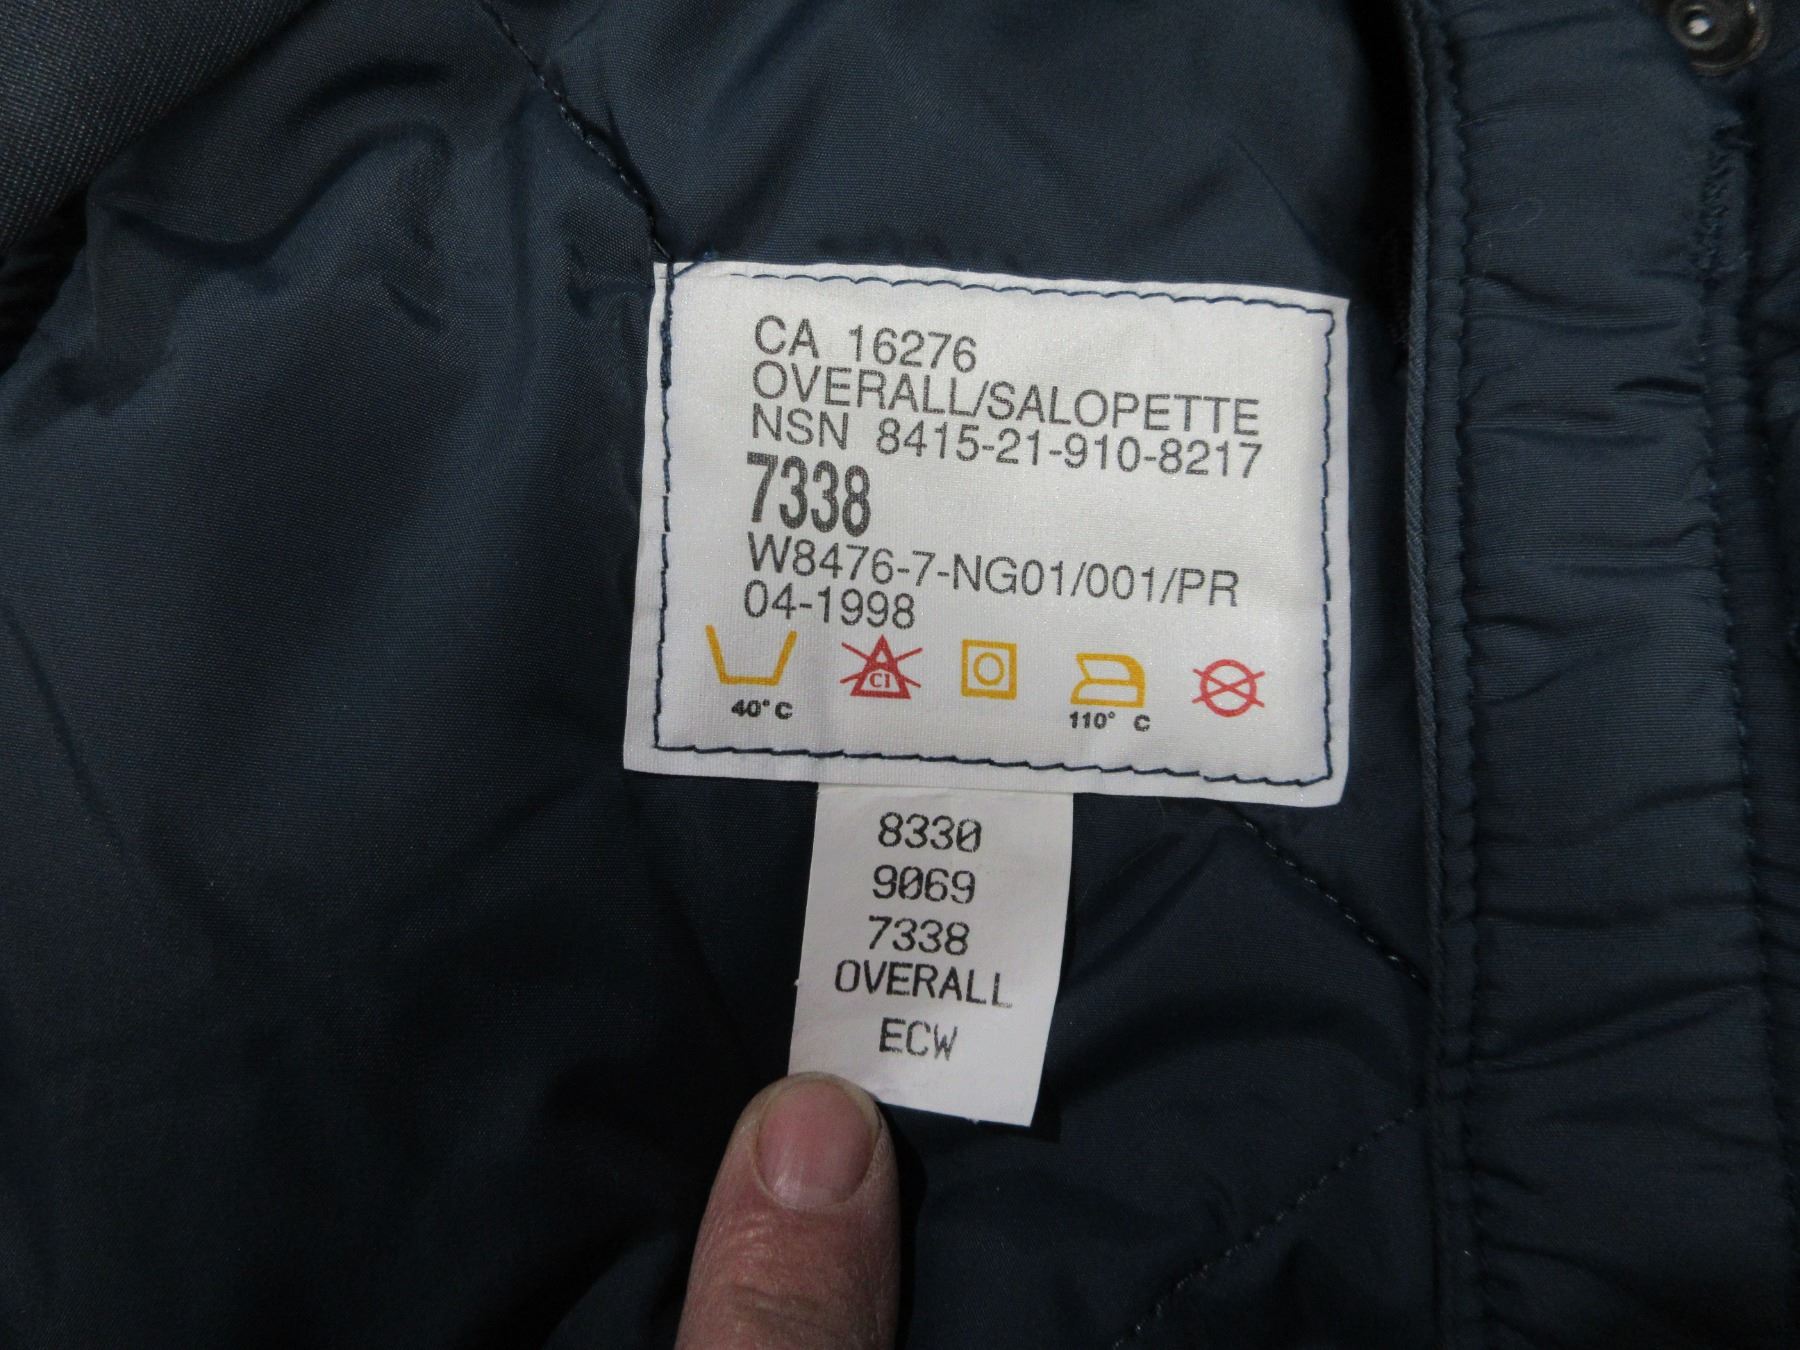 CA 16276
OVERALL/SALOPETTE
NSN 8415-21-910-8217
7338
W8476-7-NG01/001/PR
04-1998
40°C
Cl
110° C
8330
9069
7338
OVERALL
ECW